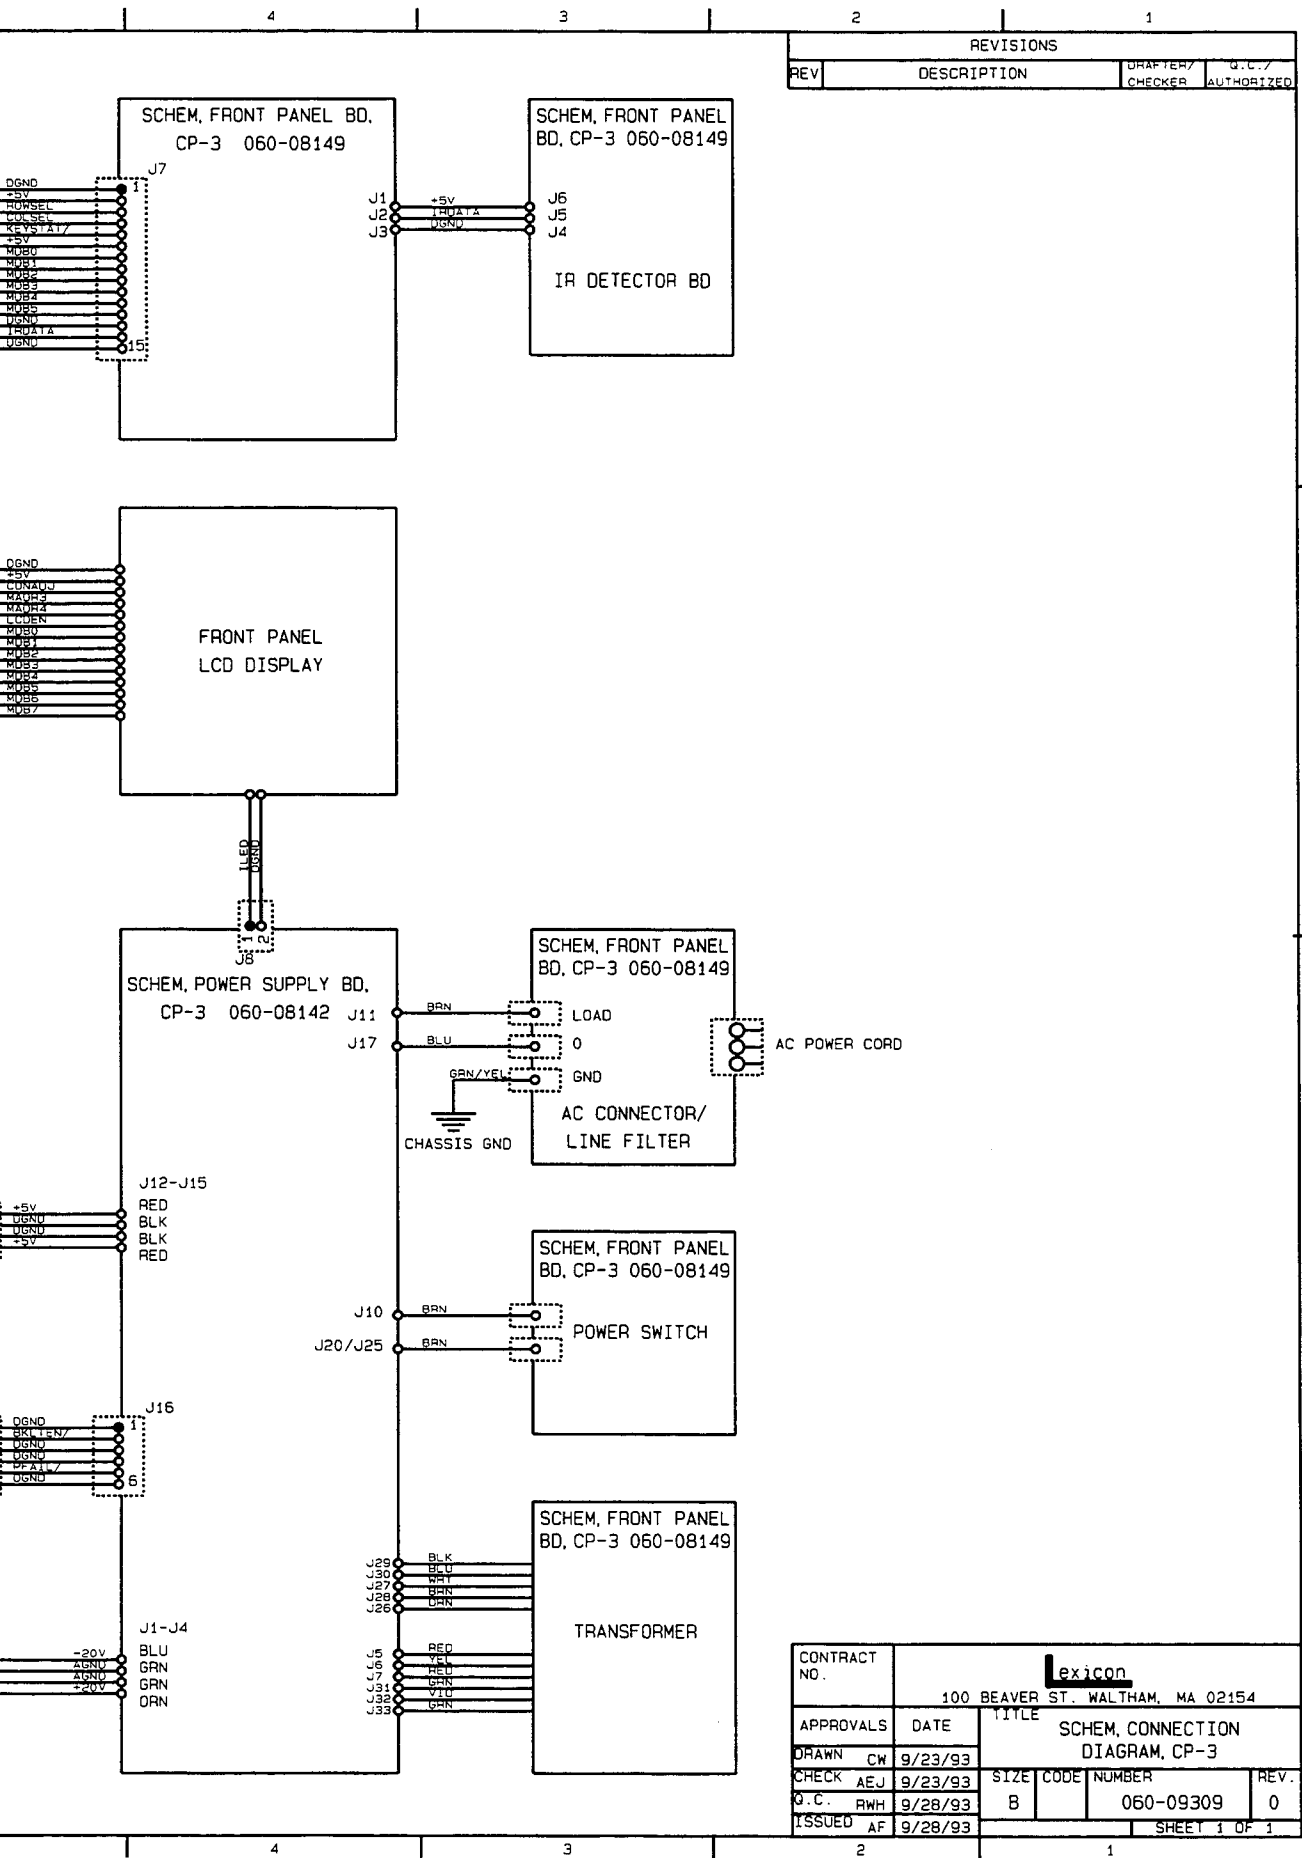 4 3 2 1
REVISIONS
REV DESCRIPTION DRAFTER/ CHECKER Q.C./ AUTHORIZED
SCHEM, FRONT PANEL BD,
CP-3 060-08149
J7
1
DGND
+5V
ROWSEL
COLSEL
KEYSTAT/
+5V
MDB0
MDB1
MDB2
MDB3
MDB4
MDB5
DGND
IRDATA
DGND
15
J1 +5V J6
J2 IRDATA J5
J3 DGND J4
SCHEM, FRONT PANEL
BD, CP-3 060-08149
IR DETECTOR BD
DGND
+5V
CONADJ
MADR3
MADR4
LCDEN
MDB0
MDB1
MDB2
MDB3
MDB4
MDB5
MDB6
MDB7
FRONT PANEL
LCD DISPLAY
ILED
DGND
1 2
J8
SCHEM, POWER SUPPLY BD,
CP-3 060-08142
J11 BRN LOAD
J17 BLU 0
GRN/YEL GND
CHASSIS GND
SCHEM, FRONT PANEL
BD, CP-3 060-08149
AC CONNECTOR/
LINE FILTER
AC POWER CORD
J12-J15
+5V RED
DGND BLK
DGND BLK
+5V RED
SCHEM, FRONT PANEL
BD, CP-3 060-08149
J10 BRN
J20/J25 BRN
POWER SWITCH
J16
DGND 1
BKLTEN/
DGND
DGND
PFAIL/
DGND 6
SCHEM, FRONT PANEL
BD, CP-3 060-08149
J29 BLK
J30 BLU
J27 WHT
J28 BRN
J26 ORN
TRANSFORMER
J5 RED
J6 YEL
J7 RED
J31 GRN
J32 VIO
J33 GRN
J1-J4
-20V BLU
AGND GRN
AGND GRN
+20V ORN
CONTRACT
NO.
Lexicon
100 BEAVER ST. WALTHAM, MA 02154
APPROVALS DATE
TITLE
SCHEM, CONNECTION
DIAGRAM, CP-3
DRAWN CW 9/23/93
CHECK AEJ 9/23/93
Q.C. RWH 9/28/93
ISSUED AF 9/28/93
SIZE CODE NUMBER REV.
B 060-09309 0
SHEET 1 OF 1
4 3 2 1